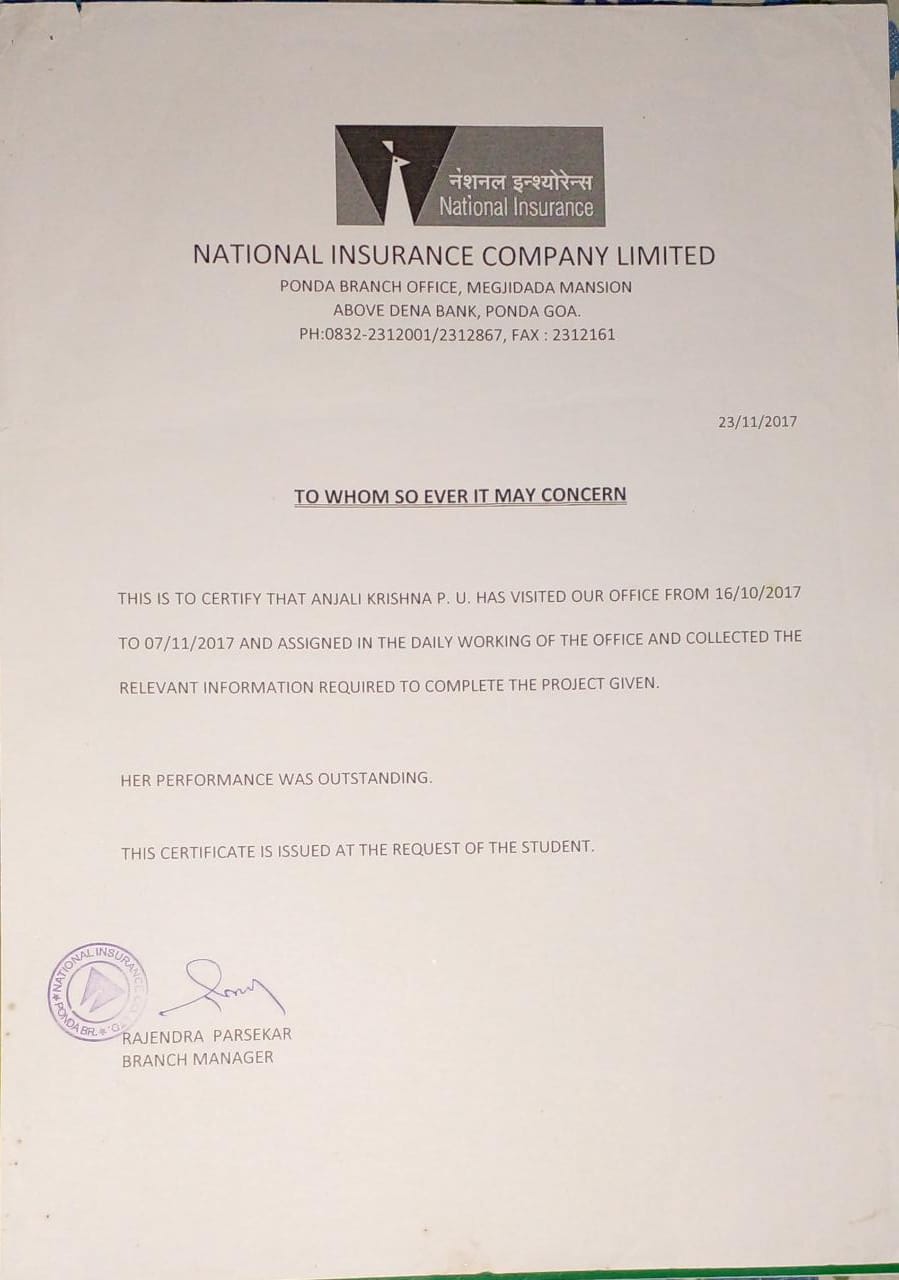 नेशनल इन्श्योरेन्स
National Insurance
NATIONAL INSURANCE COMPANY LIMITED
PONDA BRANCH OFFICE, MEGJIDADA MANSION
ABOVE DENA BANK, PONDA GOA.
PH:0832-2312001/2312867, FAX : 2312161
23/11/2017
TO WHOM SO EVER IT MAY CONCERN
THIS IS TO CERTIFY THAT ANJALI KRISHNA P. U. HAS VISITED OUR OFFICE FROM 16/10/2017
TO 07/11/2017 AND ASSIGNED IN THE DAILY WORKING OF THE OFFICE AND COLLECTED THE
RELEVANT INFORMATION REQUIRED TO COMPLETE THE PROJECT GIVEN.
HER PERFORMANCE WAS OUTSTANDING.
THIS CERTIFICATE IS ISSUED AT THE REQUEST OF THE STUDENT.
NATIONAL INSURANCE CO
PONDA BR.
RAJENDRA PARSEKAR
BRANCH MANAGER